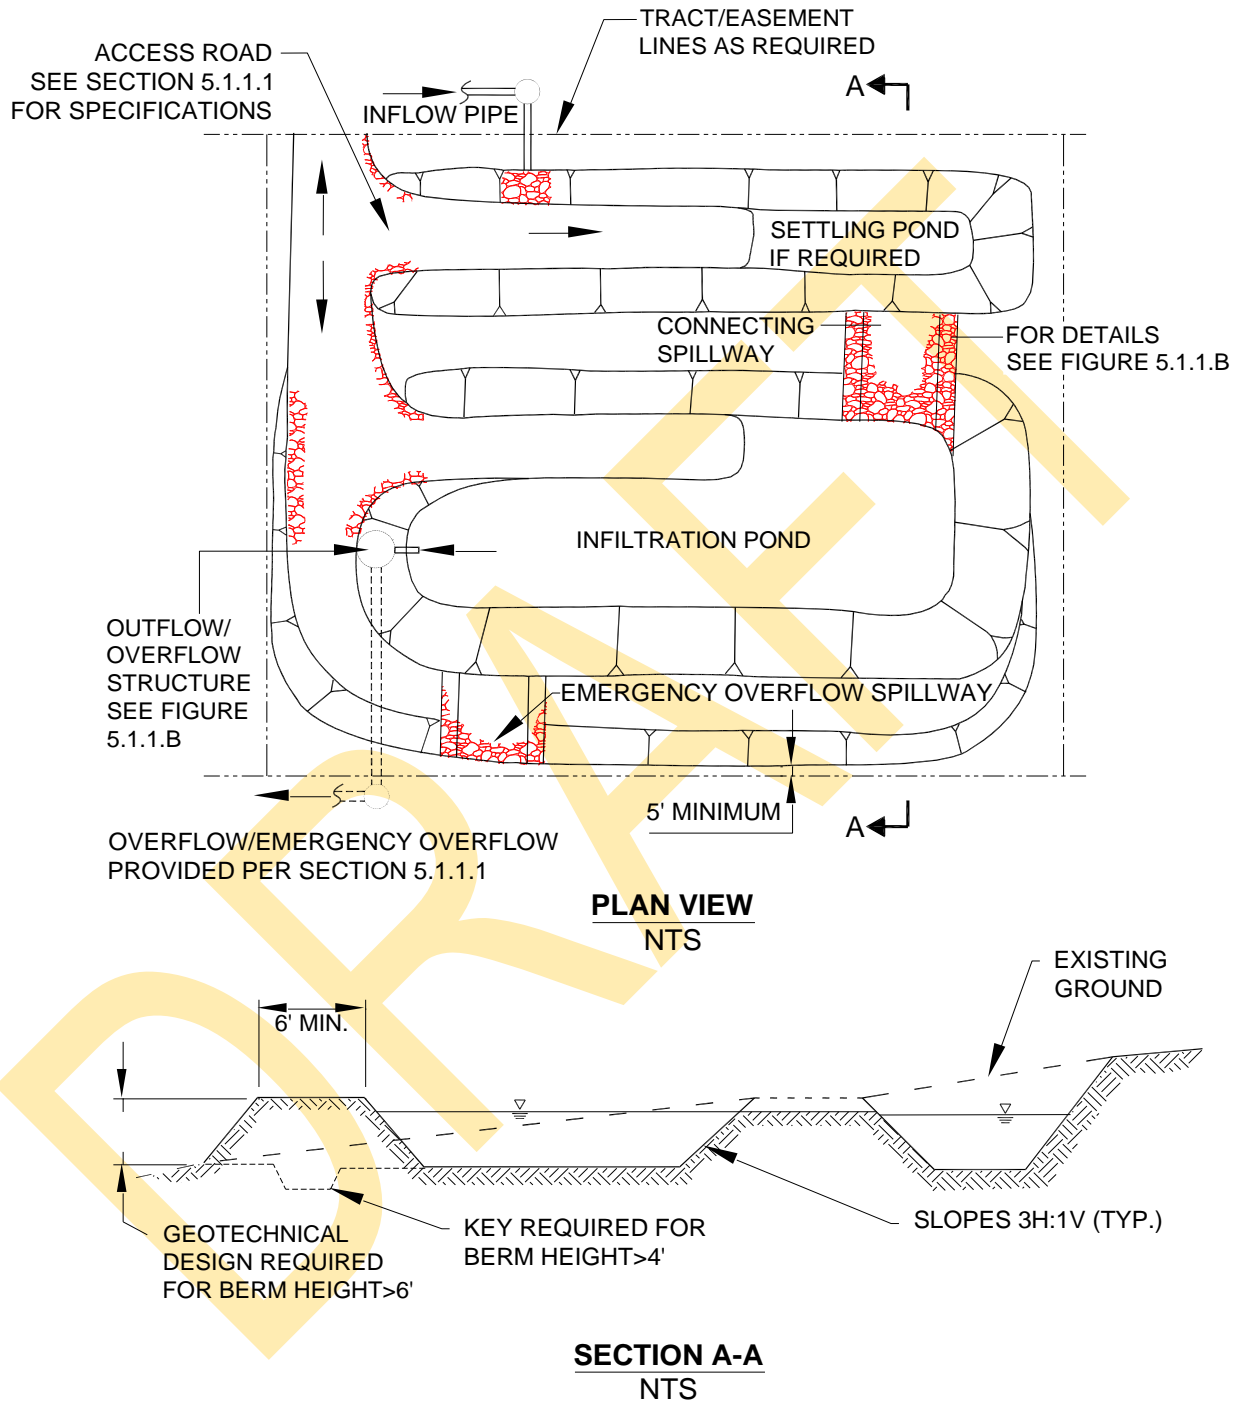 TRACT/EASEMENT
LINES AS REQUIRED
ACCESS ROAD
SEE SECTION 5.1.1.1
FOR SPECIFICATIONS
A
INFLOW PIPE
SETTLING POND
IF REQUIRED
CONNECTING
SPILLWAY
FOR DETAILS
SEE FIGURE 5.1.1.B
INFILTRATION POND
OUTFLOW/
OVERFLOW
STRUCTURE
SEE FIGURE
5.1.1.B
EMERGENCY OVERFLOW SPILLWAY
5' MINIMUM
A
OVERFLOW/EMERGENCY OVERFLOW
PROVIDED PER SECTION 5.1.1.1
PLAN VIEW
NTS
EXISTING
GROUND
6' MIN.
GEOTECHNICAL
DESIGN REQUIRED
FOR BERM HEIGHT>6'
KEY REQUIRED FOR
BERM HEIGHT>4'
SLOPES 3H:1V (TYP.)
SECTION A-A
NTS
DRAFT